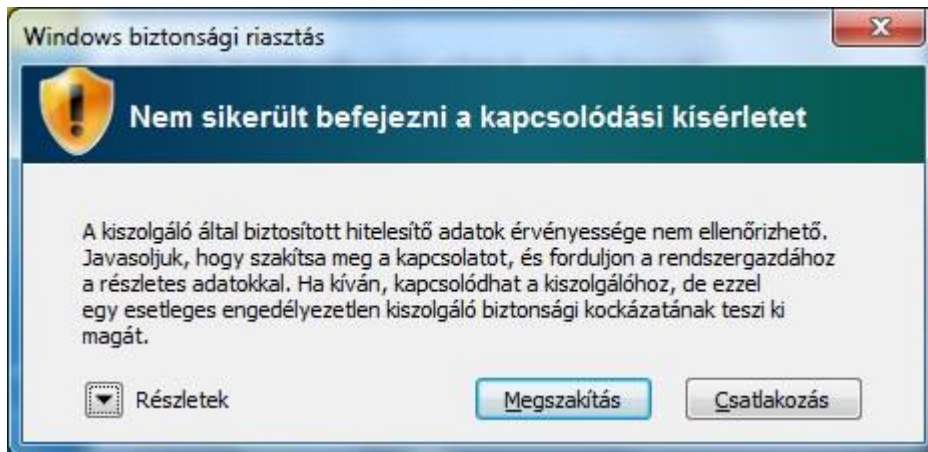 Windows biztonsági riasztás
Nem sikerült befejezni a kapcsolódási kísérletet
A kiszolgáló által biztosított hitelesítő adatok érvényessége nem ellenőrizhető.
Javasoljuk, hogy szakítsa meg a kapcsolatot, és forduljon a rendszergazdához
a részletes adatokkal. Ha kíván, kapcsolódhat a kiszolgálóhoz, de ezzel
egy esetleges engedélyezetlen kiszolgáló biztonsági kockázatának teszi ki
magát.
Részletek Megszakítás Csatlakozás